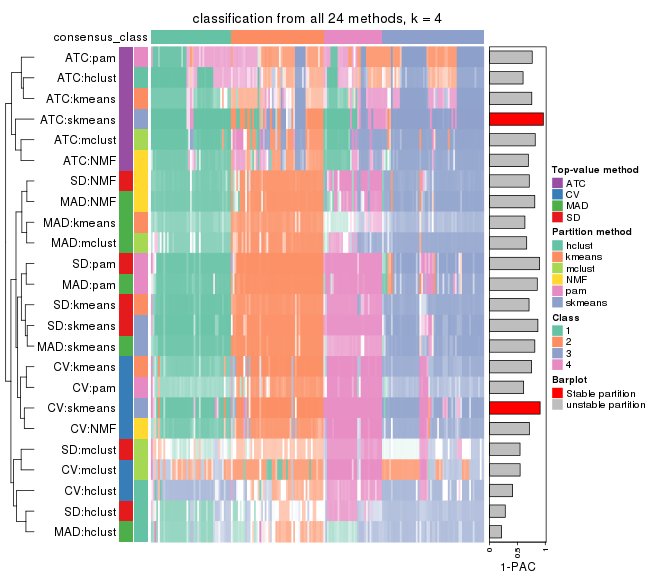 classification from all 24 methods, k = 4
consensus_class
ATC:pam
ATC:hclust
ATC:kmeans
ATC:skmeans
ATC:mclust
ATC:NMF
SD:NMF
MAD:NMF
MAD:kmeans
MAD:mclust
SD:pam
MAD:pam
SD:kmeans
SD:skmeans
MAD:skmeans
CV:kmeans
CV:pam
CV:skmeans
CV:NMF
SD:mclust
CV:mclust
CV:hclust
SD:hclust
MAD:hclust
0
0.5
1
1-PAC
Top-value method
ATC
CV
MAD
SD
Partition method
hclust
kmeans
mclust
NMF
pam
skmeans
Class
1
2
3
4
Barplot
Stable partition
unstable partition